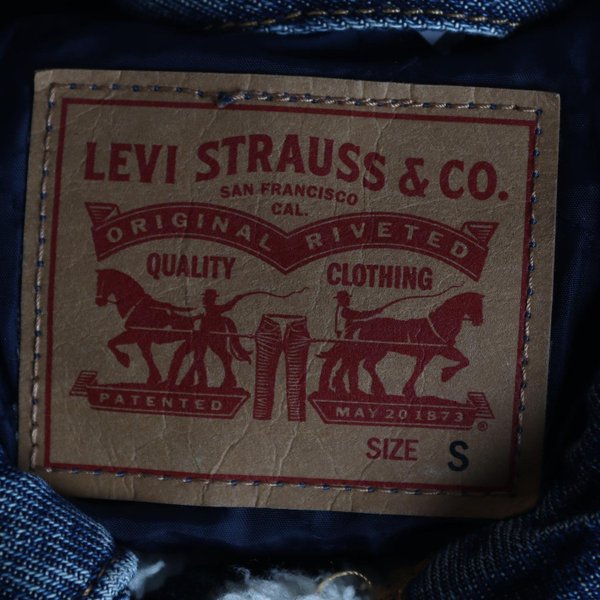 LEVI STRAUSS & CO.
SAN FRANCISCO
CAL.
ORIGINAL RIVETED
QUALITY CLOTHING
PATENTED MAY 20 1873
®
SIZE S